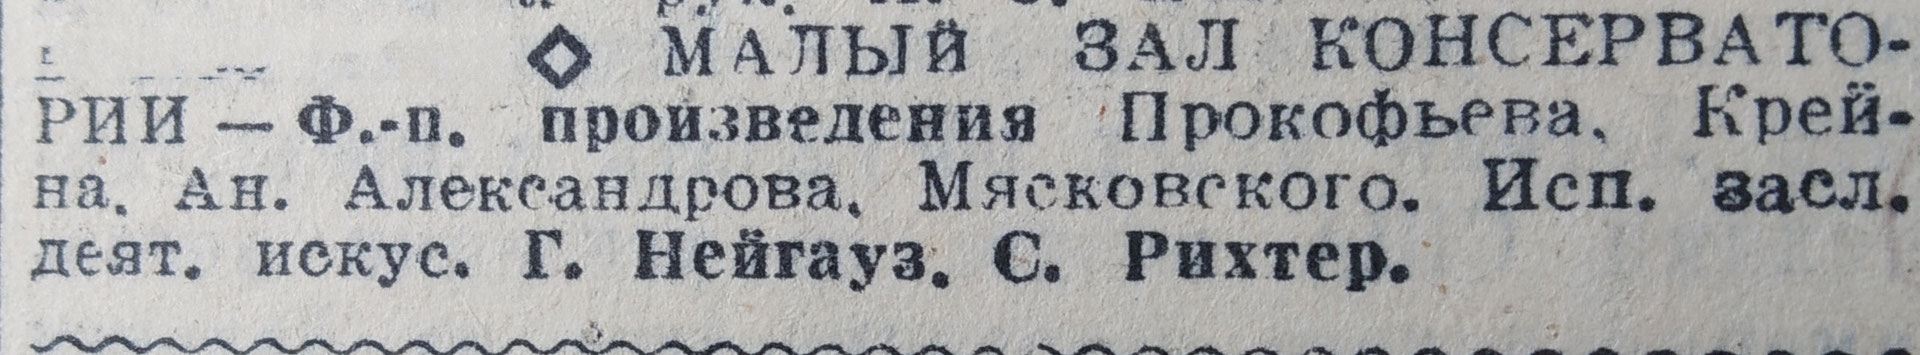 ◇ МАЛЫЙ ЗАЛ КОНСЕРВАТО-
РИИ — Ф.-п. произведения Прокофьева, Крей-
на, Ан. Александрова, Мясковского. Исп. засл.
деят. искус. Г. Нейгауз, С. Рихтер.